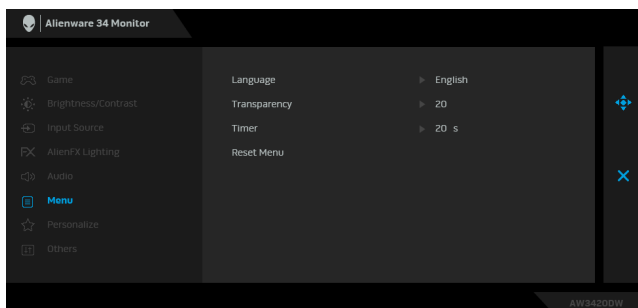 Alienware 34 Monitor
Game
Language English
Brightness/Contrast
Transparency 20
Input Source
Timer 20 s
AlienFX Lighting
Reset Menu
Audio
Menu
Personalize
Others
AW3420DW